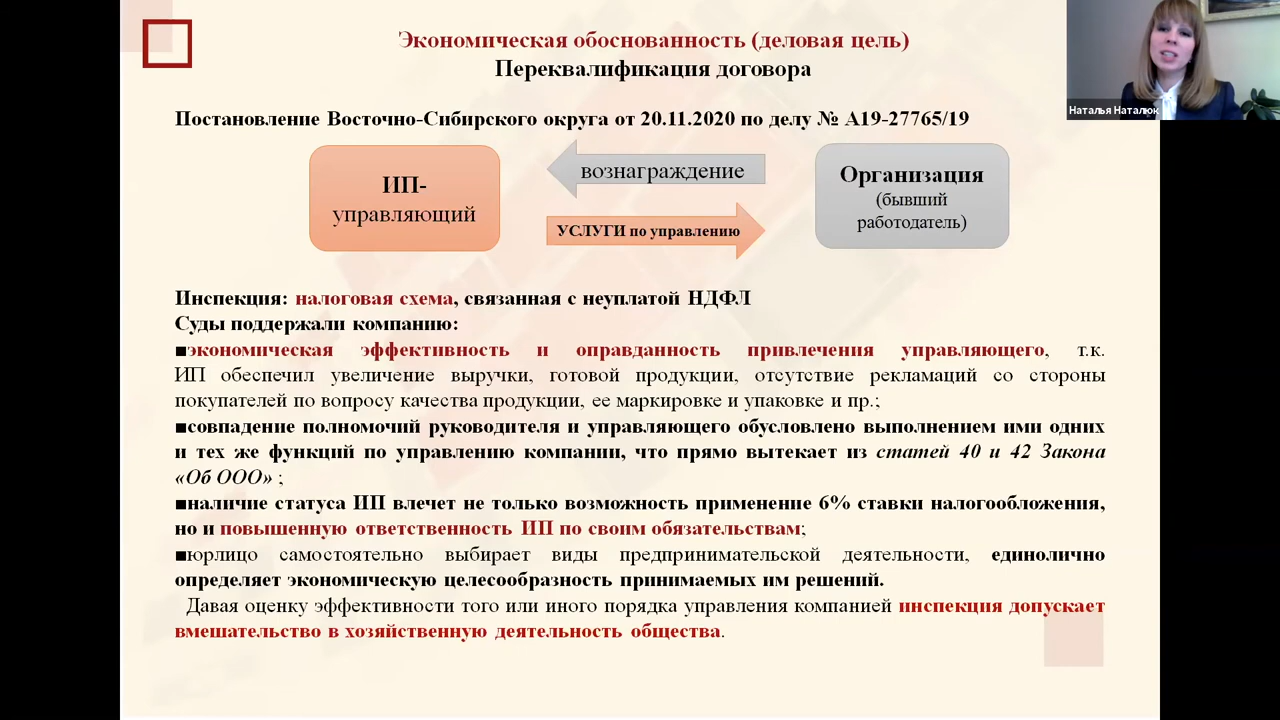 Экономическая обоснованность (деловая цель)
Переквалификация договора
Наталья Наталюк
Постановление Восточно-Сибирского округа от 20.11.2020 по делу № А19-27765/19
ИП-
управляющий
вознаграждение
УСЛУГИ по управлению
Организация
(бывший
работодатель)
Инспекция: налоговая схема, связанная с неуплатой НДФЛ
Суды поддержали компанию:
■экономическая эффективность и оправданность привлечения управляющего, т.к.
ИП обеспечил увеличение выручки, готовой продукции, отсутствие рекламаций со стороны
покупателей по вопросу качества продукции, ее маркировке и упаковке и пр.;
■совпадение полномочий руководителя и управляющего обусловлено выполнением ими одних
и тех же функций по управлению компании, что прямо вытекает из статей 40 и 42 Закона
«Об ООО» ;
■наличие статуса ИП влечет не только возможность применение 6% ставки налогообложения,
но и повышенную ответственность ИП по своим обязательствам;
■юрлицо самостоятельно выбирает виды предпринимательской деятельности, единолично
определяет экономическую целесообразность принимаемых им решений.
Давая оценку эффективности того или иного порядка управления компанией инспекция допускает
вмешательство в хозяйственную деятельность общества.